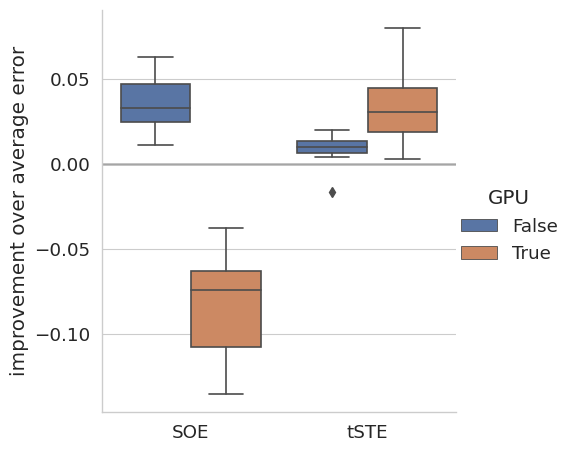 improvement over average error
0.05
0.00
−0.05
−0.10
SOE
tSTE
GPU
False
True